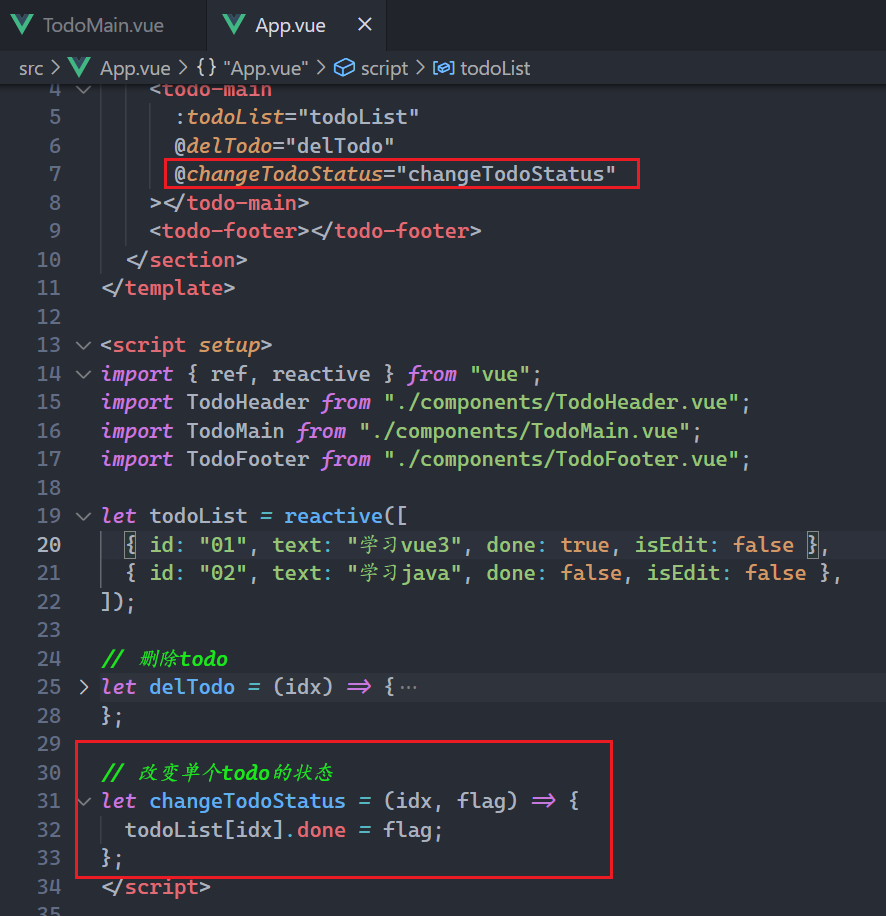 TodoMain.vue App.vue
src > App.vue > {} "App.vue" > script > todoList
4 <todo-main
5 :todoList="todoList"
6 @delTodo="delTodo"
7 @changeTodoStatus="changeTodoStatus"
8 ></todo-main>
9 <todo-footer></todo-footer>
10 </section>
11 </template>
12
13 <script setup>
14 import { ref, reactive } from "vue";
15 import TodoHeader from "./components/TodoHeader.vue";
16 import TodoMain from "./components/TodoMain.vue";
17 import TodoFooter from "./components/TodoFooter.vue";
18
19 let todoList = reactive([
20 { id: "01", text: "学习vue3", done: true, isEdit: false },
21 { id: "02", text: "学习java", done: false, isEdit: false },
22 ]);
23
24 // 删除todo
25 let delTodo = (idx) => { ···
28 };
29
30 // 改变单个todo的状态
31 let changeTodoStatus = (idx, flag) => {
32 todoList[idx].done = flag;
33 };
34 </script>
35